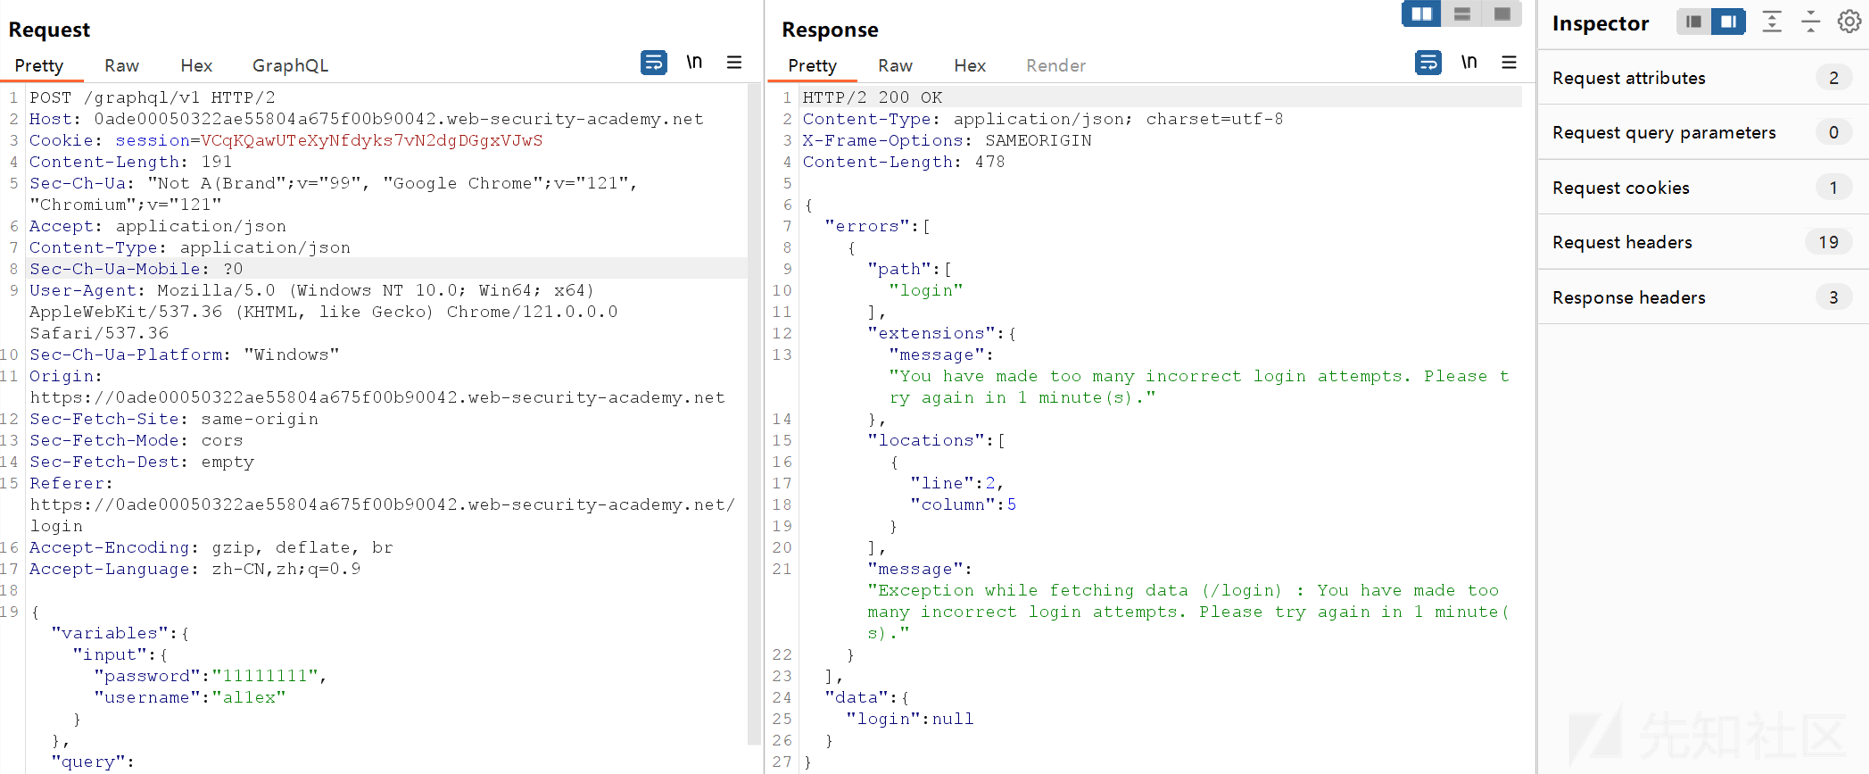 Request
Pretty Raw Hex GraphQL \n
1 POST /graphql/v1 HTTP/2
2 Host: 0ade00050322ae55804a675f00b90042.web-security-academy.net
3 Cookie: session=VCqKQawUTeXyNfdyks7vN2dgDGgxVJwS
4 Content-Length: 191
5 Sec-Ch-Ua: "Not A(Brand";v="99", "Google Chrome";v="121",
"Chromium";v="121"
6 Accept: application/json
7 Content-Type: application/json
8 Sec-Ch-Ua-Mobile: ?0
9 User-Agent: Mozilla/5.0 (Windows NT 10.0; Win64; x64)
AppleWebKit/537.36 (KHTML, like Gecko) Chrome/121.0.0.0
Safari/537.36
10 Sec-Ch-Ua-Platform: "Windows"
11 Origin:
https://0ade00050322ae55804a675f00b90042.web-security-academy.net
12 Sec-Fetch-Site: same-origin
13 Sec-Fetch-Mode: cors
14 Sec-Fetch-Dest: empty
15 Referer:
https://0ade00050322ae55804a675f00b90042.web-security-academy.net/
login
16 Accept-Encoding: gzip, deflate, br
17 Accept-Language: zh-CN,zh;q=0.9
18
19 {
"variables":{
"input":{
"password":"11111111",
"username":"al1ex"
}
},
"query":
Response
Pretty Raw Hex Render \n
1 HTTP/2 200 OK
2 Content-Type: application/json; charset=utf-8
3 X-Frame-Options: SAMEORIGIN
4 Content-Length: 478
5
6 {
7 "errors":[
8 {
9 "path":[
10 "login"
11 ],
12 "extensions":{
13 "message":
"You have made too many incorrect login attempts. Please t
ry again in 1 minute(s)."
14 },
15 "locations":[
16 {
17 "line":2,
18 "column":5
19 }
20 ],
21 "message":
"Exception while fetching data (/login) : You have made too
many incorrect login attempts. Please try again in 1 minute(
s)."
22 }
23 ],
24 "data":{
25 "login":null
26 }
27 }
Inspector
Request attributes 2
Request query parameters 0
Request cookies 1
Request headers 19
Response headers 3
先知社区